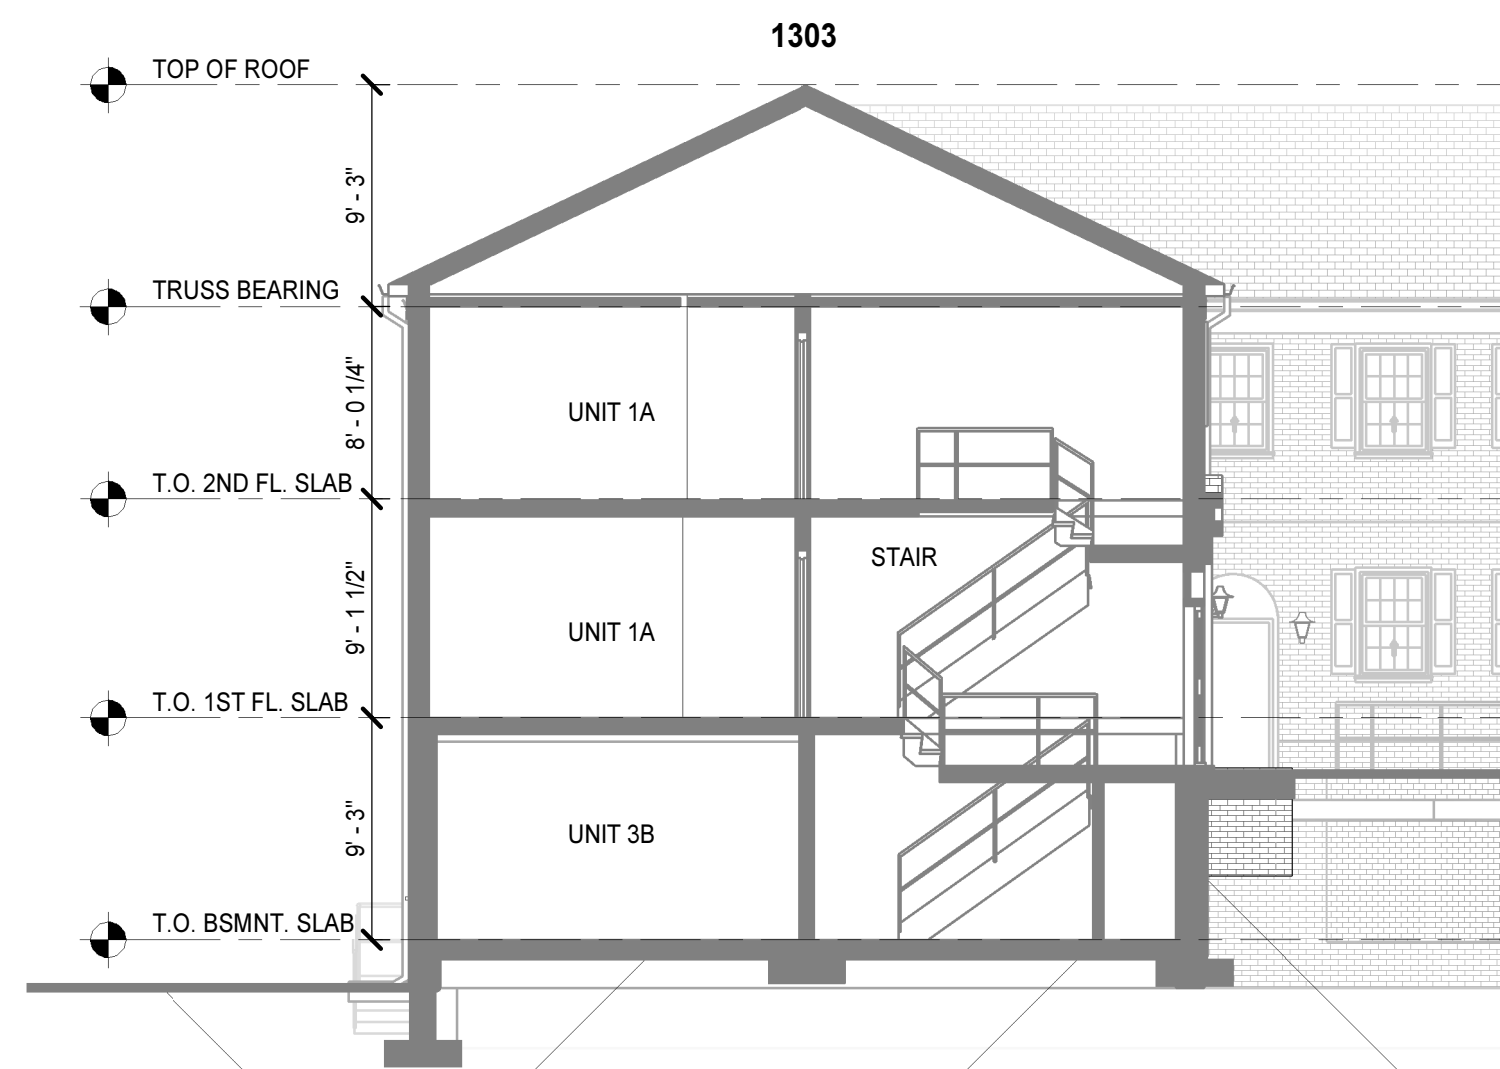 1303
TOP OF ROOF
9' - 3"
TRUSS BEARING
8' - 0 1/4"
UNIT 1A
T.O. 2ND FL. SLAB
STAIR
9' - 1 1/2"
UNIT 1A
T.O. 1ST FL. SLAB
9' - 3"
UNIT 3B
T.O. BSMNT. SLAB